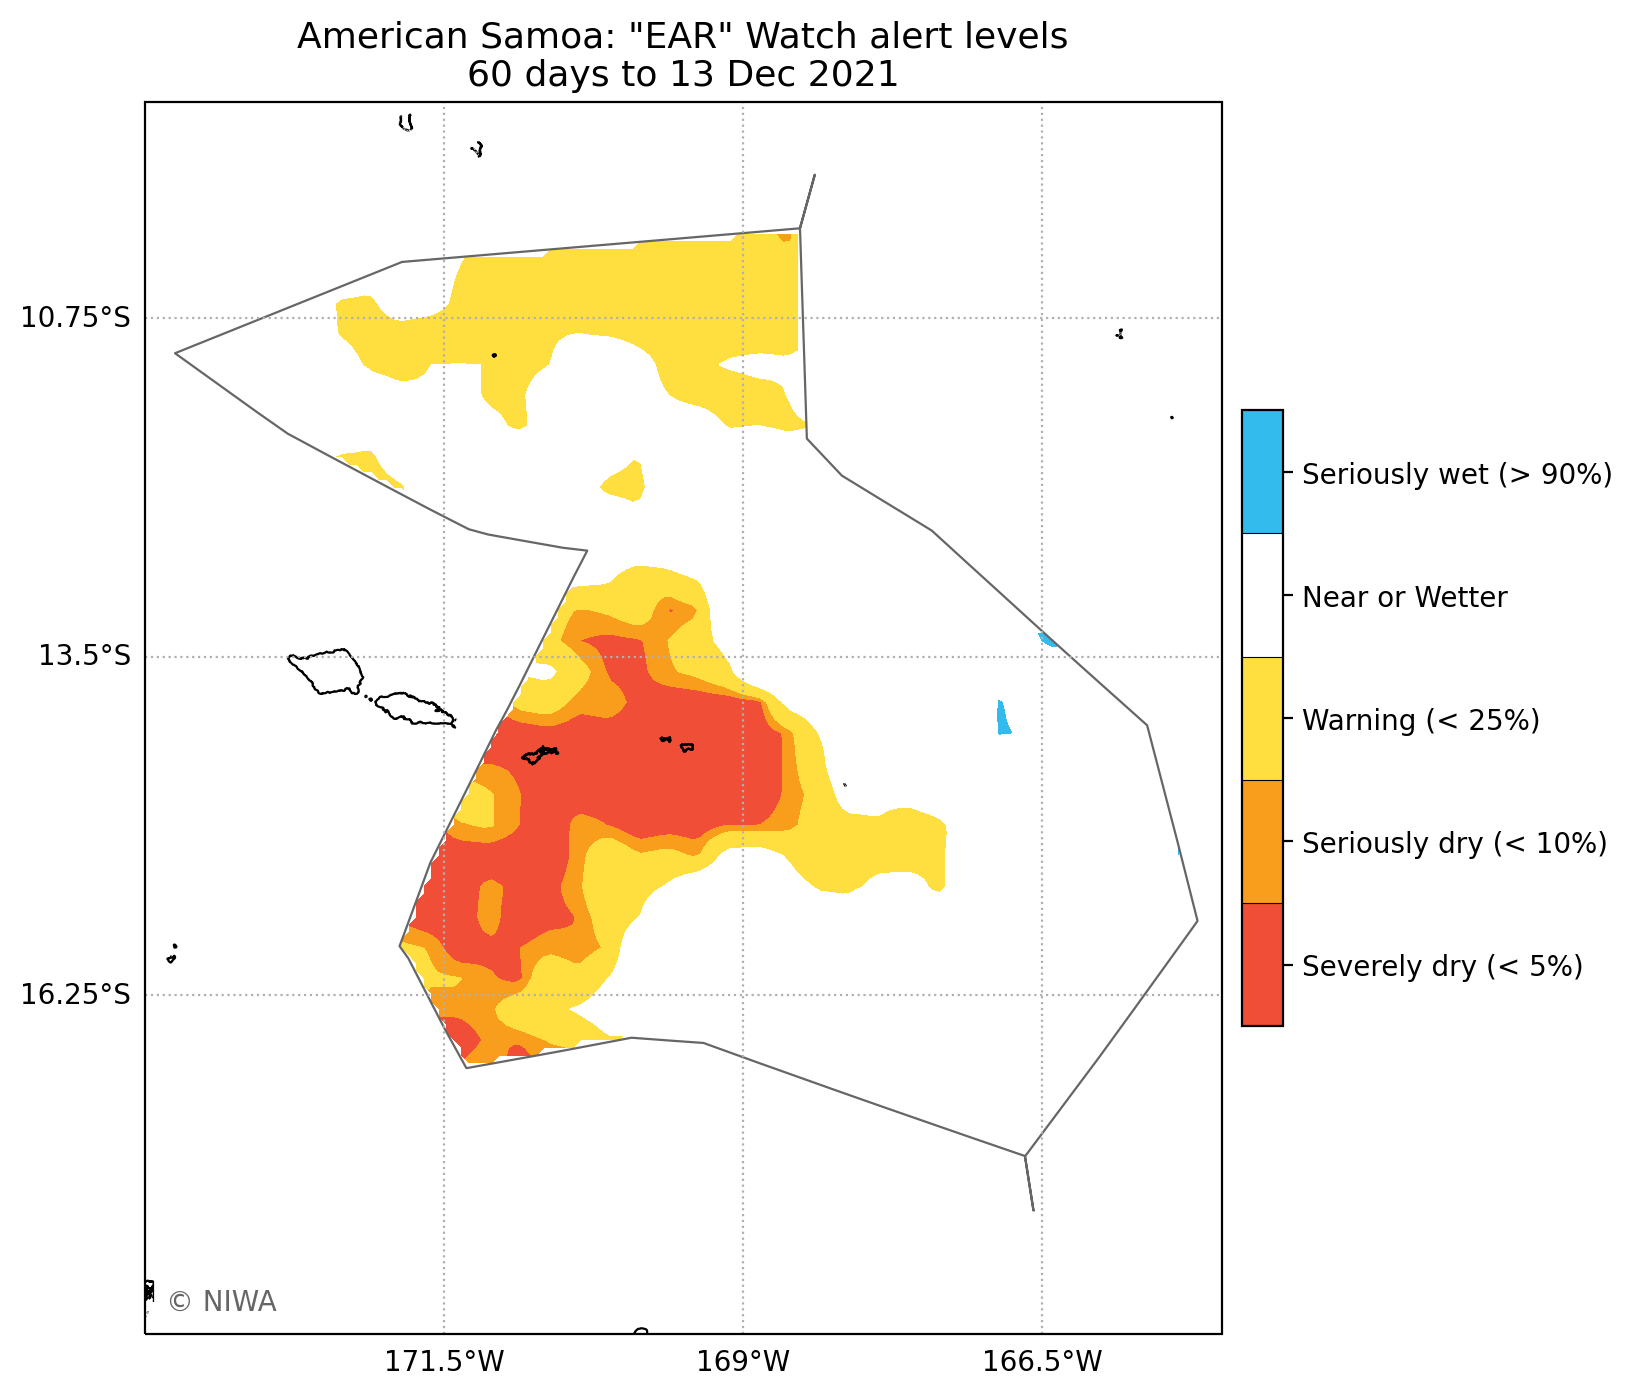 American Samoa: "EAR" Watch alert levels
60 days to 13 Dec 2021
10.75°S
13.5°S
16.25°S
171.5°W
169°W
166.5°W
Seriously wet (> 90%)
Near or Wetter
Warning (< 25%)
Seriously dry (< 10%)
Severely dry (< 5%)
© NIWA